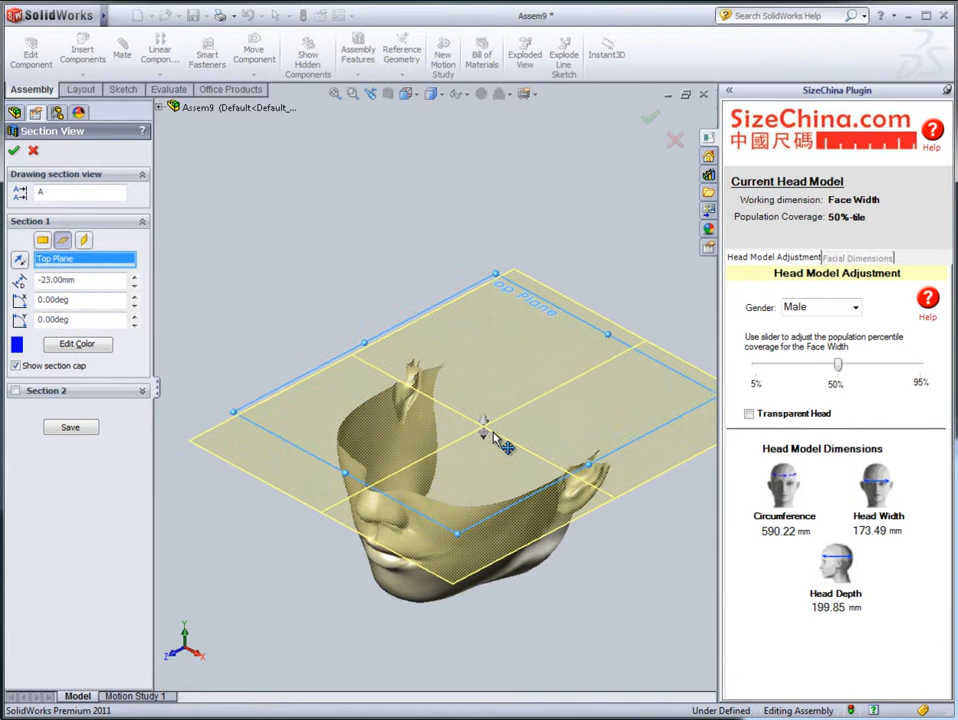 SolidWorks
Assem9 *
Search SolidWorks Help
Edit Component
Insert Components
Mate
Linear Compon...
Smart Fasteners
Move Component
Show Hidden Components
Assembly Features
Reference Geometry
New Motion Study
Bill of Materials
Exploded View
Explode Line Sketch
Instant3D
Assembly
Layout
Sketch
Evaluate
Office Products
Assem9 (Default<Default_...
Section View
?
Drawing section view
A
Section 1
Top Plane
-23.00mm
0.00deg
0.00deg
Edit Color
Show section cap
Section 2
Save
op Plane
Y
Z
X
SizeChina Plugin
SizeChina.com
中國尺碼
Help
Current Head Model
Working dimension: Face Width
Population Coverage: 50%-tile
Head Model Adjustment
Facial Dimensions
Head Model Adjustment
Gender: Male
Help
Use slider to adjust the population percentile
coverage for the Face Width
5% 50% 95%
Transparent Head
Head Model Dimensions
Circumference
590.22 mm
Head Width
173.49 mm
Head Depth
199.85 mm
Model
Motion Study 1
SolidWorks Premium 2011
Under Defined
Editing Assembly